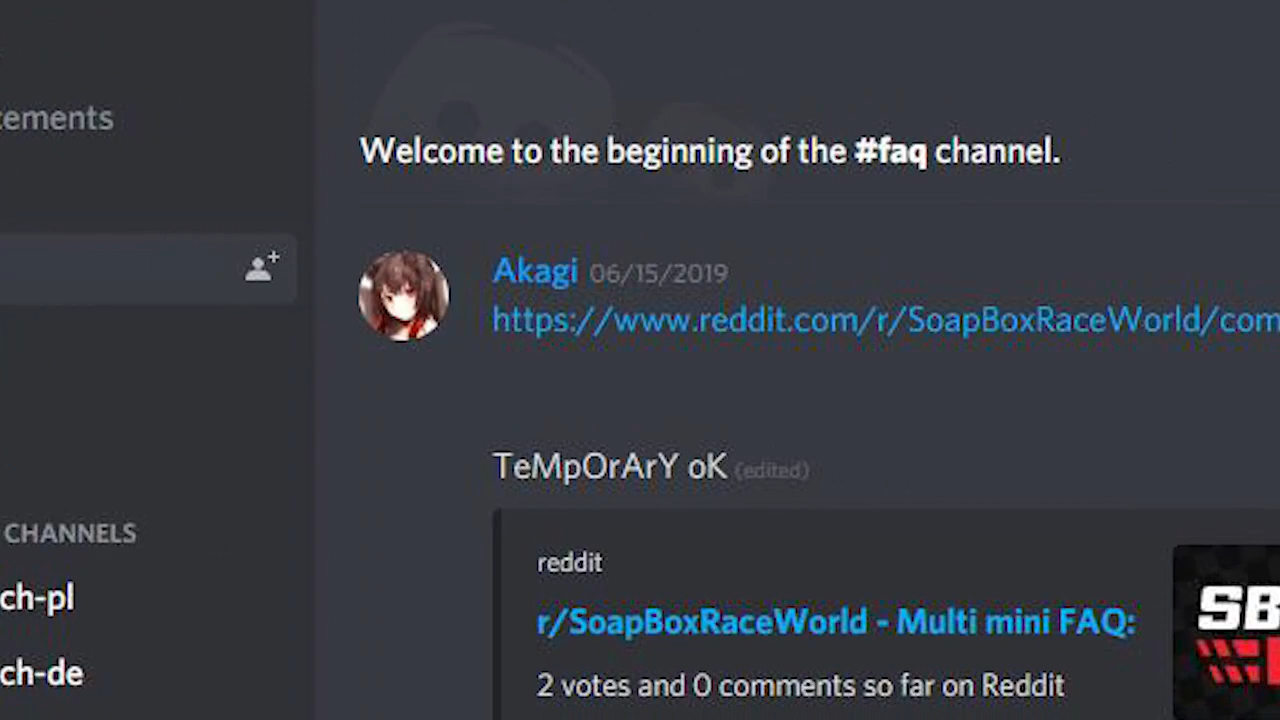 cements
Welcome to the beginning of the #faq channel.
Akagi 06/15/2019
https://www.reddit.com/r/SoapBoxRaceWorld/com
TeMpOrArY oK (edited)
CHANNELS
reddit
ch-pl
SB
r/SoapBoxRaceWorld - Multi mini FAQ:
ch-de
2 votes and 0 comments so far on Reddit